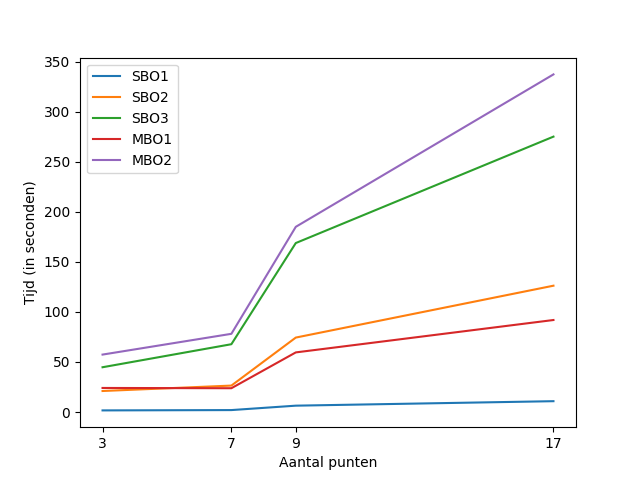 350
300
250
200
150
100
50
0
Tijd (in seconden)
SBO1
SBO2
SBO3
MBO1
MBO2
3 7 9 17
Aantal punten